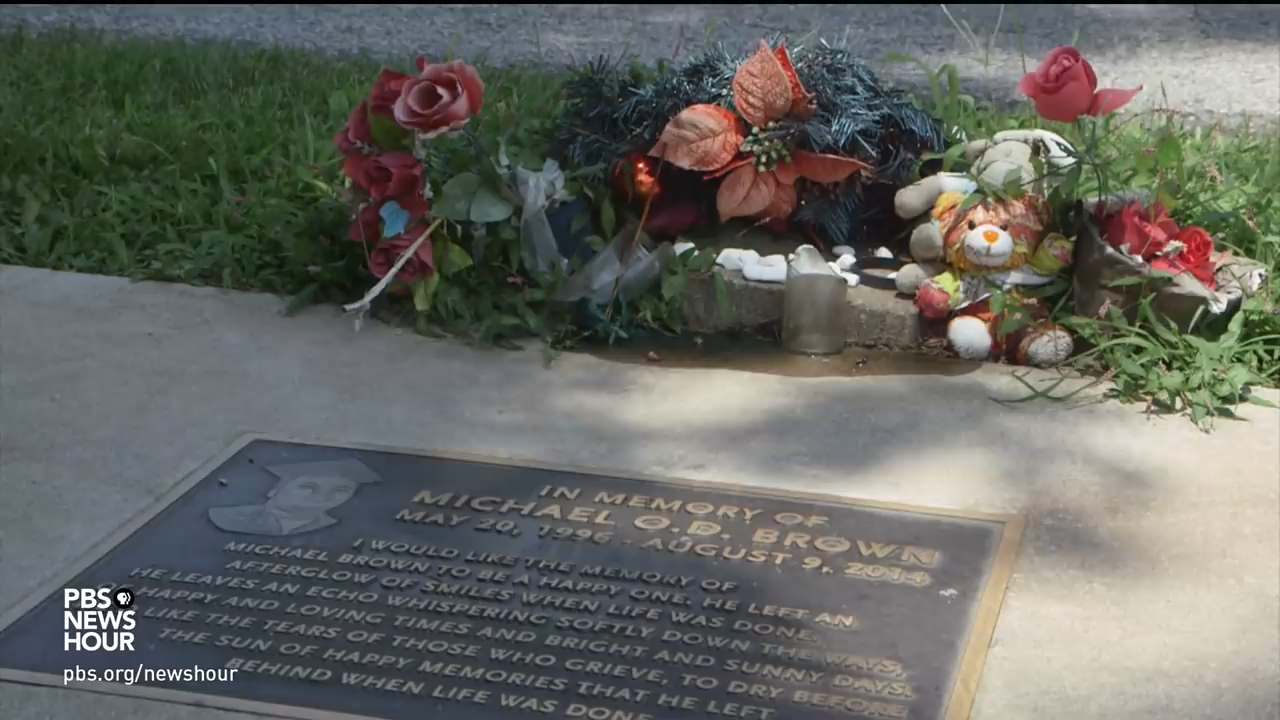 IN MEMORY OF
MICHAEL O.D. BROWN
MAY 20, 1996 - AUGUST 9, 2014
I WOULD LIKE THE MEMORY OF
MICHAEL BROWN TO BE A HAPPY ONE. HE LEFT AN
AFTERGLOW OF SMILES WHEN LIFE WAS DONE.
HE LEAVES AN ECHO WHISPERING SOFTLY DOWN THE WAYS,
OF HAPPY AND LOVING TIMES AND BRIGHT AND SUNNY DAYS.
LIKE THE TEARS OF THOSE WHO GRIEVE, TO DRY BEFORE
THE SUN OF HAPPY MEMORIES THAT HE LEFT
BEHIND WHEN LIFE WAS DONE
PBS
NEWS
HOUR
pbs.org/newshour